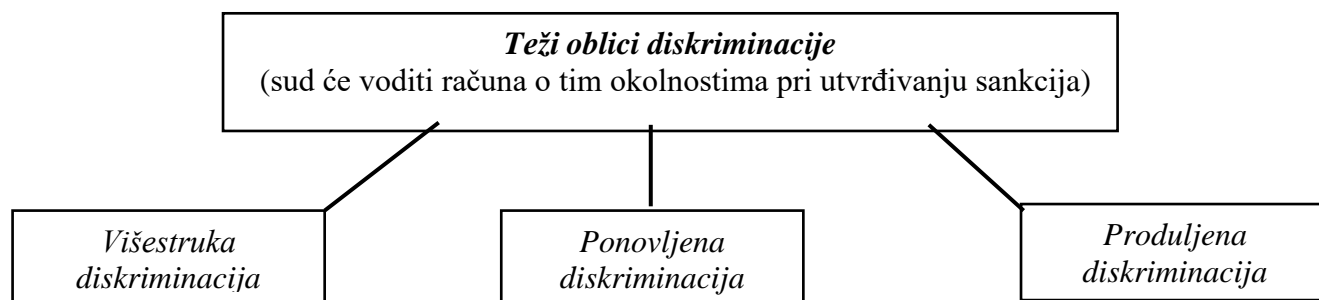 Teži oblici diskriminacije
(sud će voditi računa o tim okolnostima pri utvrđivanju sankcija)
Višestruka
diskriminacija
Ponovljena
diskriminacija
Produljena
diskriminacija